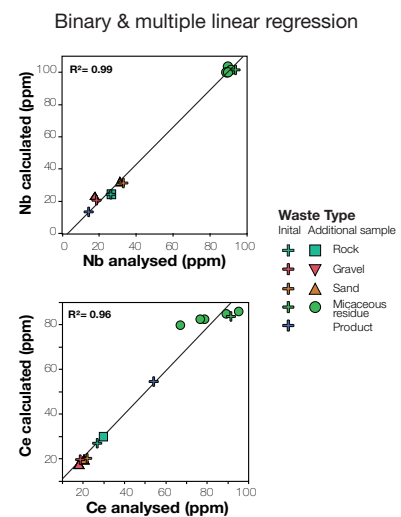 Binary & multiple linear regression
R²= 0.99
Nb calculated (ppm)
100
80
60
40
20
0
0 20 40 60 80 100
Nb analysed (ppm)
Waste Type
Inital Additional sample
Rock
Gravel
Sand
Micaceous
residue
Product
R²= 0.96
Ce calculated (ppm)
80
60
40
20
20 40 60 80 100
Ce analysed (ppm)